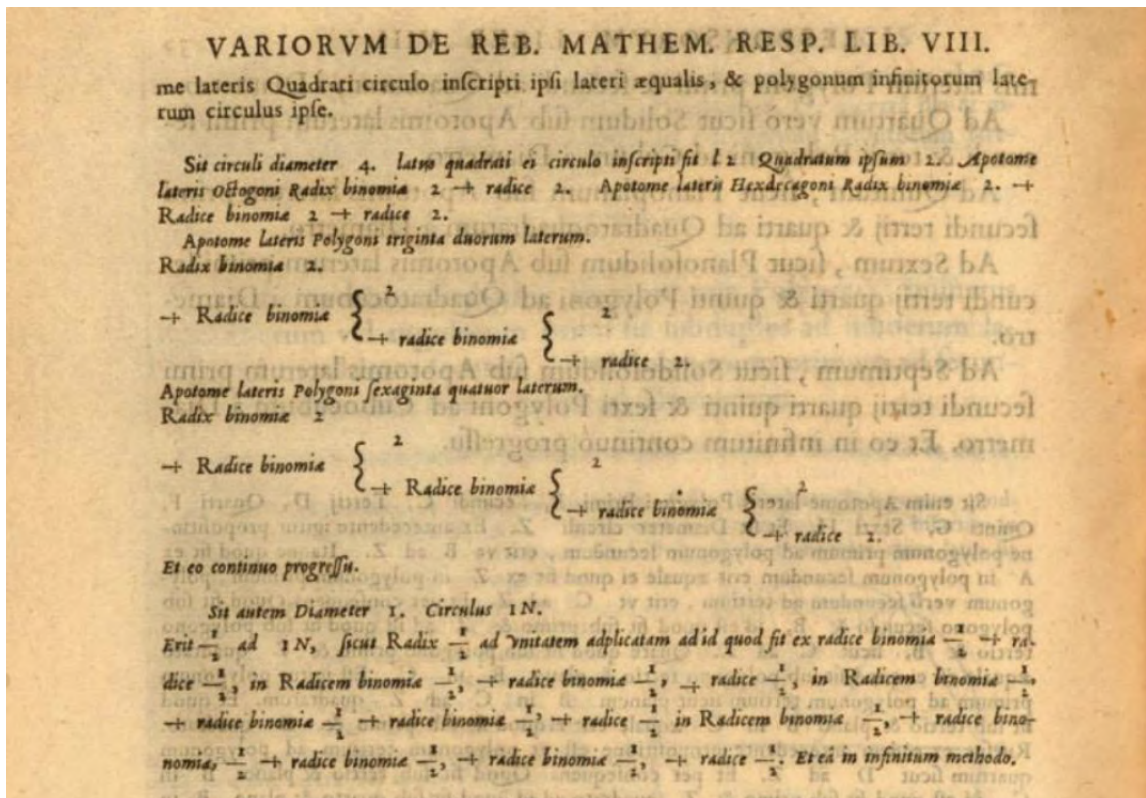 VARIORVM DE REB. MATHEM. RESP. LIB. VIII.
me lateris Quadrati circulo inſcripti ipſi lateri æqualis, & polygonum infinitorum late-
rum circulus ipſe.
Sit circuli diameter 4. latus quadrati ei circulo inſcripti fit l 2 Quadratum ipſum 2. Apotome
lateris Octogoni Radix binomiæ 2 -+ radice 2. Apotome lateris Hexdecagoni Radix binomiæ 2. -+
Radice binomiæ 2 -+ radice 2.
Apotome lateris Polygoni triginta duorum laterum.
Radix binomiæ 2.
-+ Radice binomiæ { 2
-+ radice binomiæ { 2
-+ radice 2.
Apotome lateris Polygoni ſexaginta quatuor laterum.
Radix binomiæ 2
-+ Radice binomiæ { 2
-+ Radice binomiæ { 2
-+ radice binomiæ { 2
-+ radice 2.
Et eo continuo progreſſu.
Sit autem Diameter 1. Circulus 1 N.
Erit 1/2 ad 1 N, ſicut Radix 1/2 ad Vnitatem adplicatam ad id quod fit ex radice binomiæ 1/2 -+ ra-
dice 1/2, in Radicem binomiæ 1/2, -+ radice binomiæ 1/2, -+ radice 1/2, in Radicem binomiæ 1/2,
-+ radice binomiæ 1/2 -+ radice binomiæ 1/2, -+ radice 1/2 in Radicem binomiæ 1/2, -+ radice bino-
nomiæ, 1/2 -+ radice binomiæ 1/2, -+ radice binomiæ 1/2, -+ radice 1/2. Et eâ in infinitum methodo.